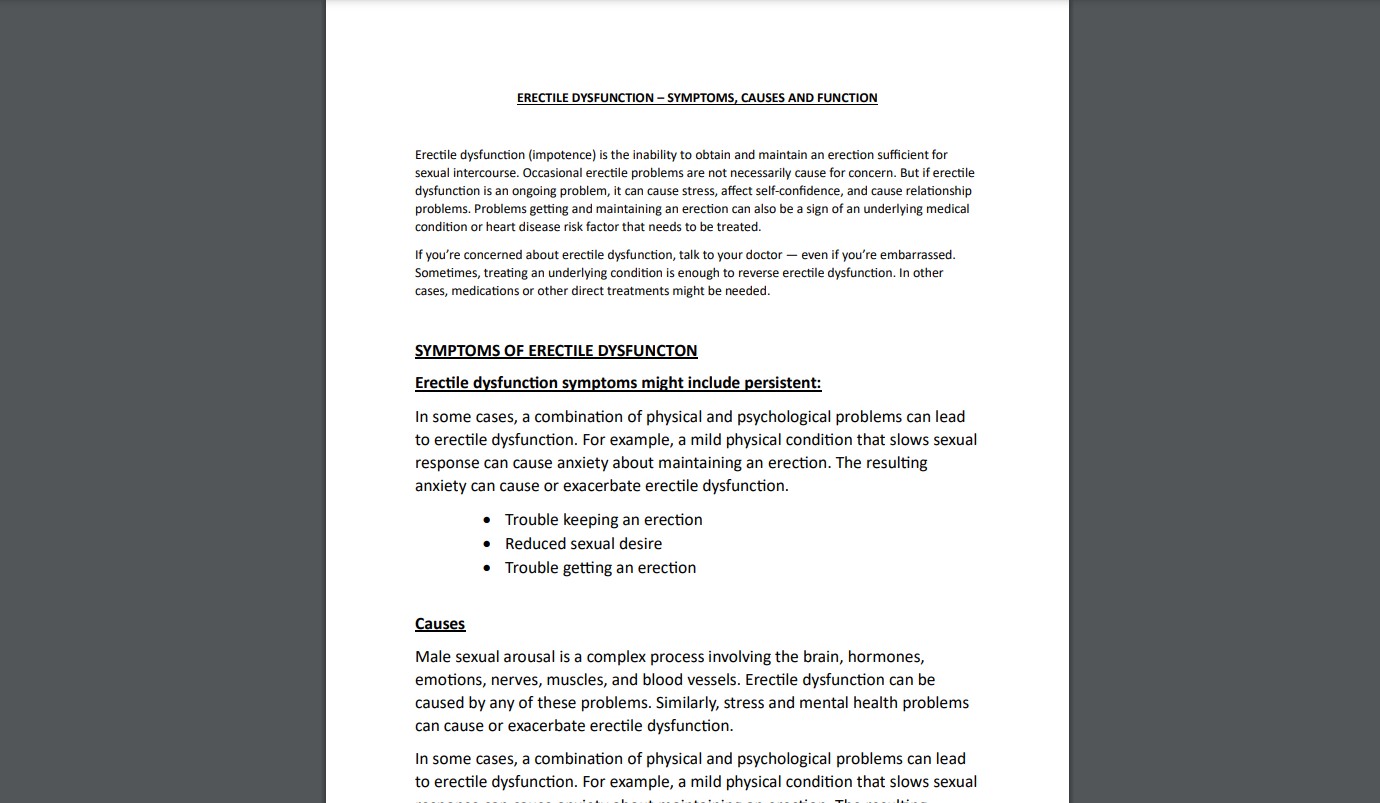 ERECTILE DYSFUNCTION – SYMPTOMS, CAUSES AND FUNCTION
Erectile dysfunction (impotence) is the inability to obtain and maintain an erection sufficient for
sexual intercourse. Occasional erectile problems are not necessarily cause for concern. But if erectile
dysfunction is an ongoing problem, it can cause stress, affect self-confidence, and cause relationship
problems. Problems getting and maintaining an erection can also be a sign of an underlying medical
condition or heart disease risk factor that needs to be treated.
If you're concerned about erectile dysfunction, talk to your doctor — even if you're embarrassed.
Sometimes, treating an underlying condition is enough to reverse erectile dysfunction. In other
cases, medications or other direct treatments might be needed.
SYMPTOMS OF ERECTILE DYSFUNCTON
Erectile dysfunction symptoms might include persistent:
In some cases, a combination of physical and psychological problems can lead
to erectile dysfunction. For example, a mild physical condition that slows sexual
response can cause anxiety about maintaining an erection. The resulting
anxiety can cause or exacerbate erectile dysfunction.
• Trouble keeping an erection
• Reduced sexual desire
• Trouble getting an erection
Causes
Male sexual arousal is a complex process involving the brain, hormones,
emotions, nerves, muscles, and blood vessels. Erectile dysfunction can be
caused by any of these problems. Similarly, stress and mental health problems
can cause or exacerbate erectile dysfunction.
In some cases, a combination of physical and psychological problems can lead
to erectile dysfunction. For example, a mild physical condition that slows sexual
response can cause anxiety about maintaining an erection. The resulting